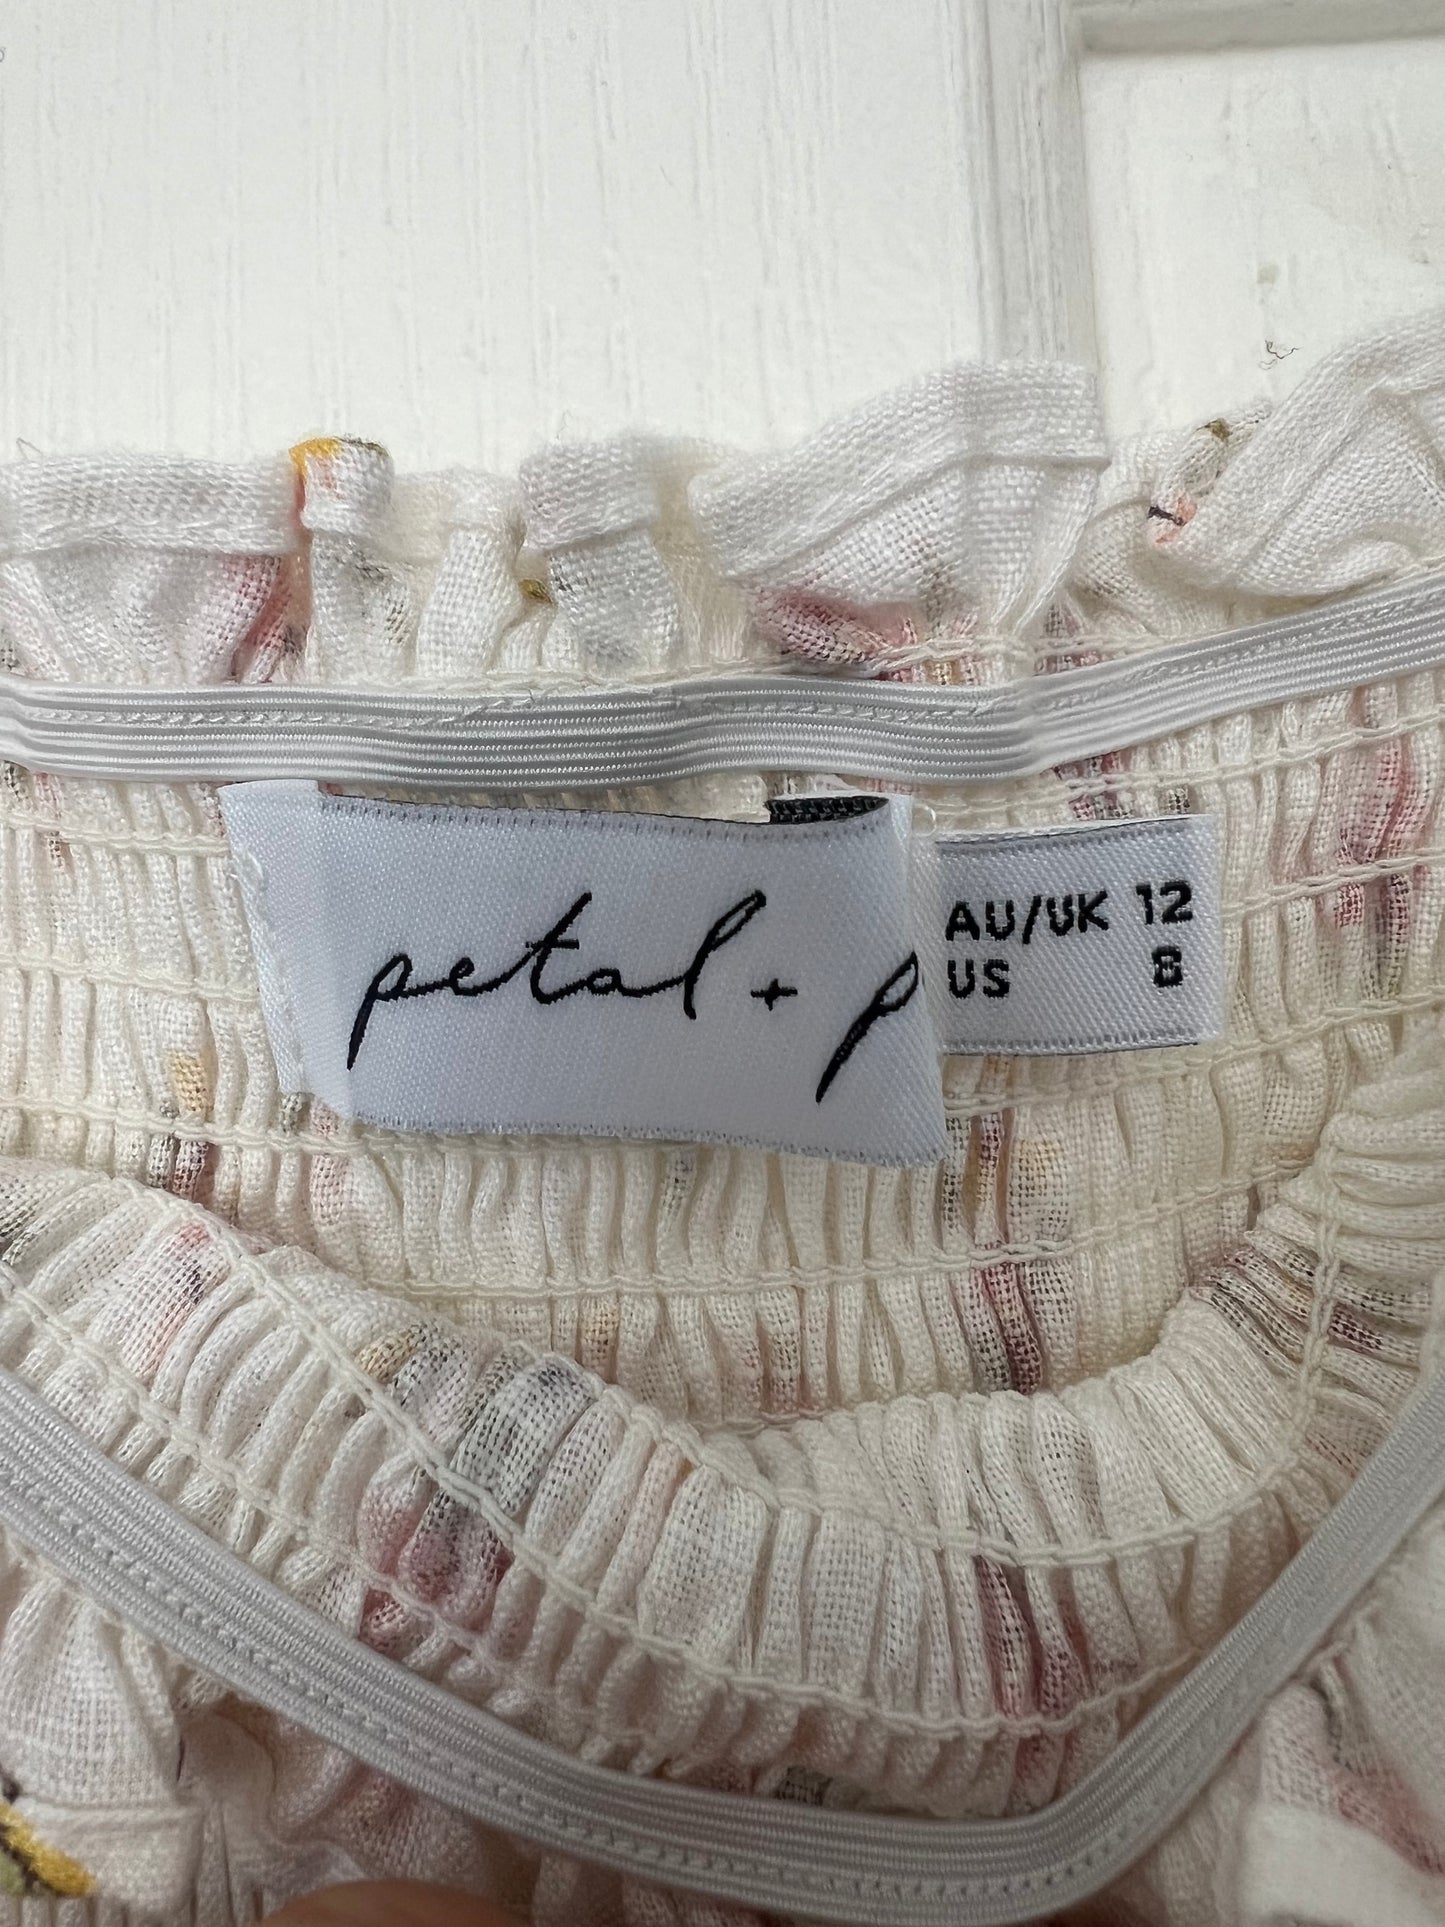 petal + p
AU/UK 12
US 8